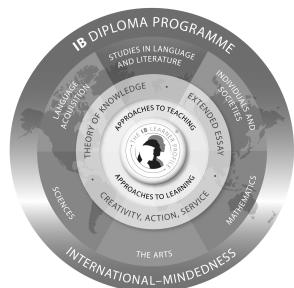 IB DIPLOMA PROGRAMME
STUDIES IN LANGUAGE
AND LITERATURE
LANGUAGE
ACQUISITION
INDIVIDUALS AND
SOCIETIES
THEORY OF KNOWLEDGE
EXTENDED ESSAY
APPROACHES TO TEACHING
THE IB LEARNER PROFILE
APPROACHES TO LEARNING
CREATIVITY, ACTION, SERVICE
SCIENCES
MATHEMATICS
THE ARTS
INTERNATIONAL-MINDEDNESS